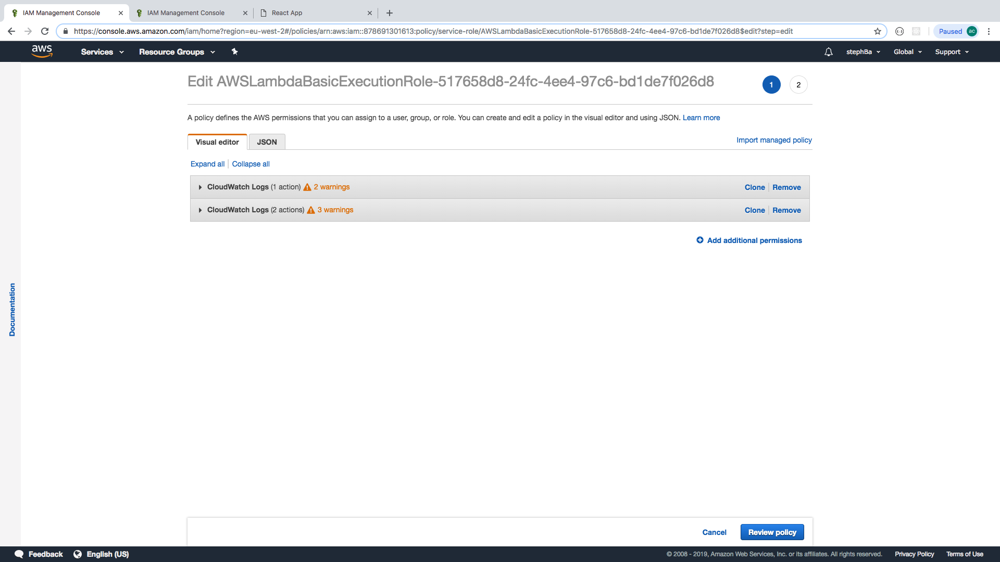 IAM Management Console
IAM Management Console
React App
https://console.aws.amazon.com/iam/home?region=eu-west-2#/policies/arn:aws:iam::878691301613:policy/service-role/AWSLambdaBasicExecutionRole-517658d8-24fc-4ee4-97c6-bd1de7f026d8$edit?step=edit
Paused ac
aws Services Resource Groups stephBa Global Support
Edit AWSLambdaBasicExecutionRole-517658d8-24fc-4ee4-97c6-bd1de7f026d8
1 2
A policy defines the AWS permissions that you can assign to a user, group, or role. You can create and edit a policy in the visual editor and using JSON. Learn more
Visual editor JSON Import managed policy
Expand all Collapse all
CloudWatch Logs (1 action) 2 warnings Clone Remove
CloudWatch Logs (2 actions) 3 warnings Clone Remove
Add additional permissions
Documentation
Cancel Review policy
Feedback English (US) © 2008 - 2019, Amazon Web Services, Inc. or its affiliates. All rights reserved. Privacy Policy Terms of Use